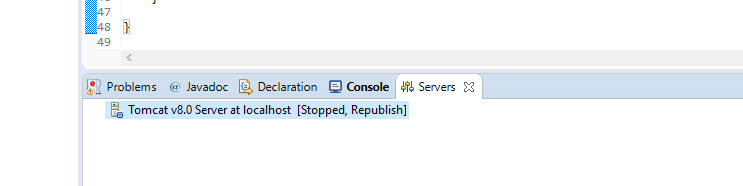 47
48 }
49
Problems @ Javadoc Declaration Console Servers
Tomcat v8.0 Server at localhost [Stopped, Republish]